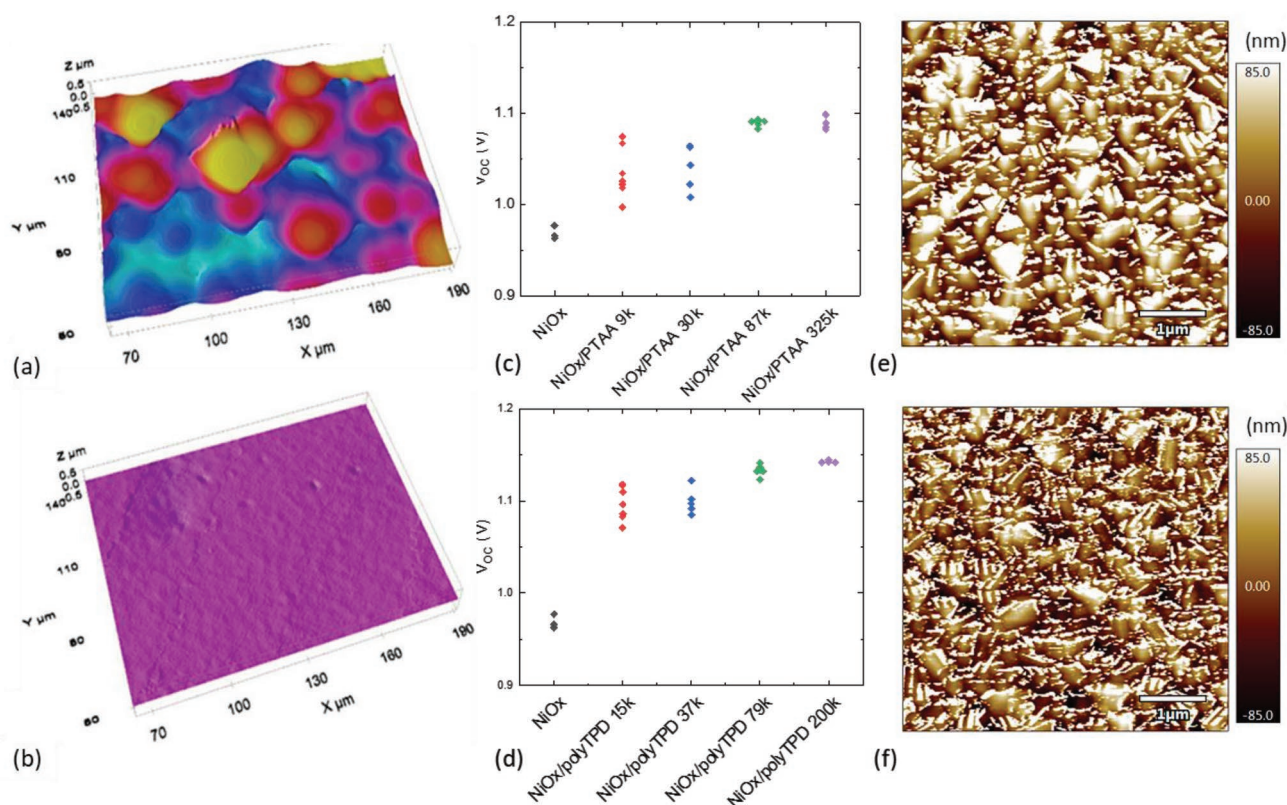 Z µm
0.5
0.0
140
0.5
110
Y µm
80
50
70
100
130
160
190
X µm
(a)
Z µm
0.5
0.0
140
0.5
110
Y µm
80
50
70
100
130
160
190
X µm
(b)
1.2
1.1
1.0
0.9
V_OC (V)
NiOx
NiOx/PTAA 9k
NiOx/PTAA 30k
NiOx/PTAA 87k
NiOx/PTAA 325k
(c)
1.2
1.1
1.0
0.9
V_OC (V)
NiOx
NiOx/polyTPD 15k
NiOx/polyTPD 37k
NiOx/polyTPD 79k
NiOx/polyTPD 200k
(d)
(nm)
85.0
0.00
-85.0
1µm
(e)
(nm)
85.0
0.00
-85.0
1µm
(f)